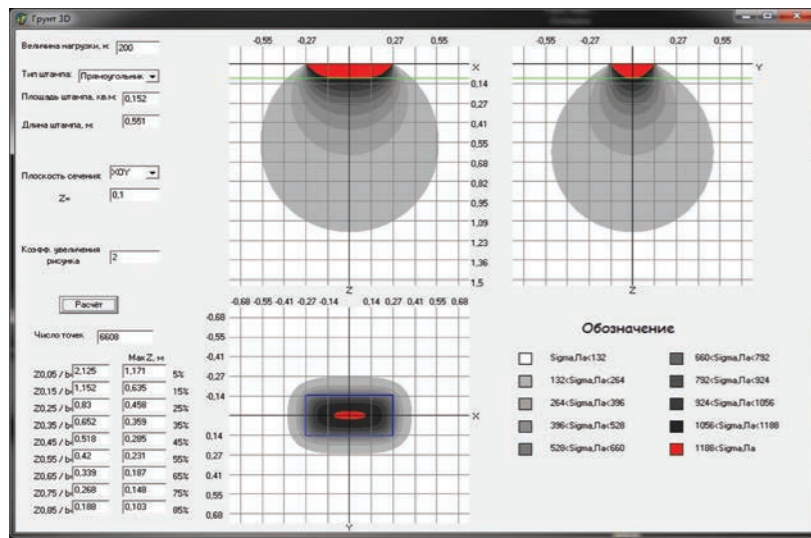 Грунт 3D
Величина нагрузки, н: 200
Тип штампа: Прямоугольник
Площадь штампа, кв.м: 0,152
Длина штампа, м: 0,551
Плоскость сечения: XOY
Z= 0,1
Коэфф. увеличения рисунка 2
Расчёт
Число точек: 6608
Max Z, м
Z0,05 / b= 2,125 1,171 5%
Z0,15 / b= 1,152 0,635 15%
Z0,25 / b= 0,83 0,458 25%
Z0,35 / b= 0,652 0,359 35%
Z0,45 / b= 0,518 0,285 45%
Z0,55 / b= 0,42 0,231 55%
Z0,65 / b= 0,339 0,187 65%
Z0,75 / b= 0,268 0,148 75%
Z0,85 / b= 0,188 0,103 85%
-0,55 -0,27 0,27 0,55
X
0,14
0,27
0,41
0,55
0,68
0,82
0,95
1,09
1,23
1,36
1,5
Z
-0,55 -0,27 0,27 0,55
Y
Z
-0,68 -0,55 -0,41 -0,27 -0,14 0,14 0,27 0,41 0,55 0,68
-0,68
-0,55
-0,41
-0,27
-0,14
X
0,14
0,27
0,41
0,55
0,68
Y
Обозначение
Sigma,Па<132
132<Sigma,Па<264
264<Sigma,Па<396
396<Sigma,Па<528
528<Sigma,Па<660
660<Sigma,Па<792
792<Sigma,Па<924
924<Sigma,Па<1056
1056<Sigma,Па<1188
1188<Sigma,Па